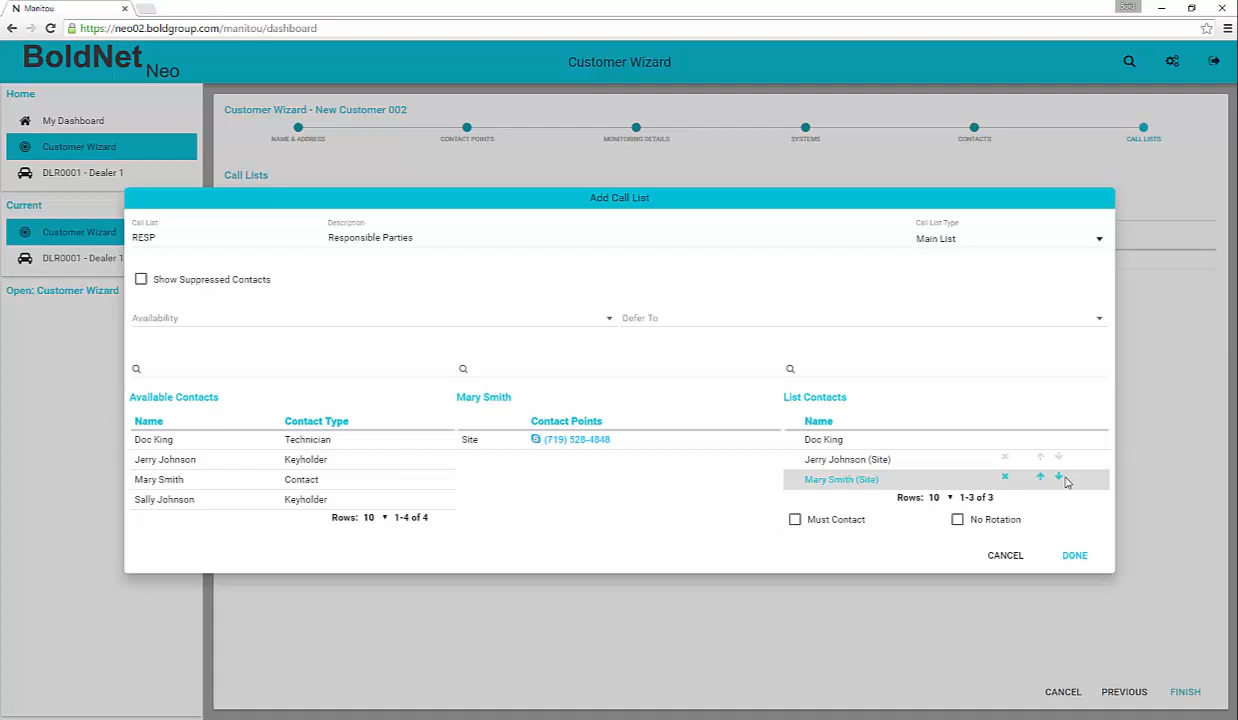 Manitou
Bold
https://neo02.boldgroup.com/manitou/dashboard
BoldNet Neo
Customer Wizard
Home
My Dashboard
Customer Wizard
DLR0001 - Dealer 1
Current
Customer Wizard
DLR0001 - Dealer 1
Open: Customer Wizard
Customer Wizard - New Customer 002
NAME & ADDRESS CONTACT POINTS MONITORING DETAILS SYSTEMS CONTACTS CALL LISTS
Call Lists
Add Call List
Call List Description Call List Type
RESP Responsible Parties Main List
Show Suppressed Contacts
Availability Defer To
Available Contacts Mary Smith List Contacts
Name Contact Type Contact Points Name
Doc King Technician Site (719) 528-4848 Doc King
Jerry Johnson Keyholder Jerry Johnson (Site)
Mary Smith Contact Mary Smith (Site)
Sally Johnson Keyholder Rows: 10 1-3 of 3
Rows: 10 1-4 of 4 Must Contact No Rotation
CANCEL DONE
CANCEL PREVIOUS FINISH